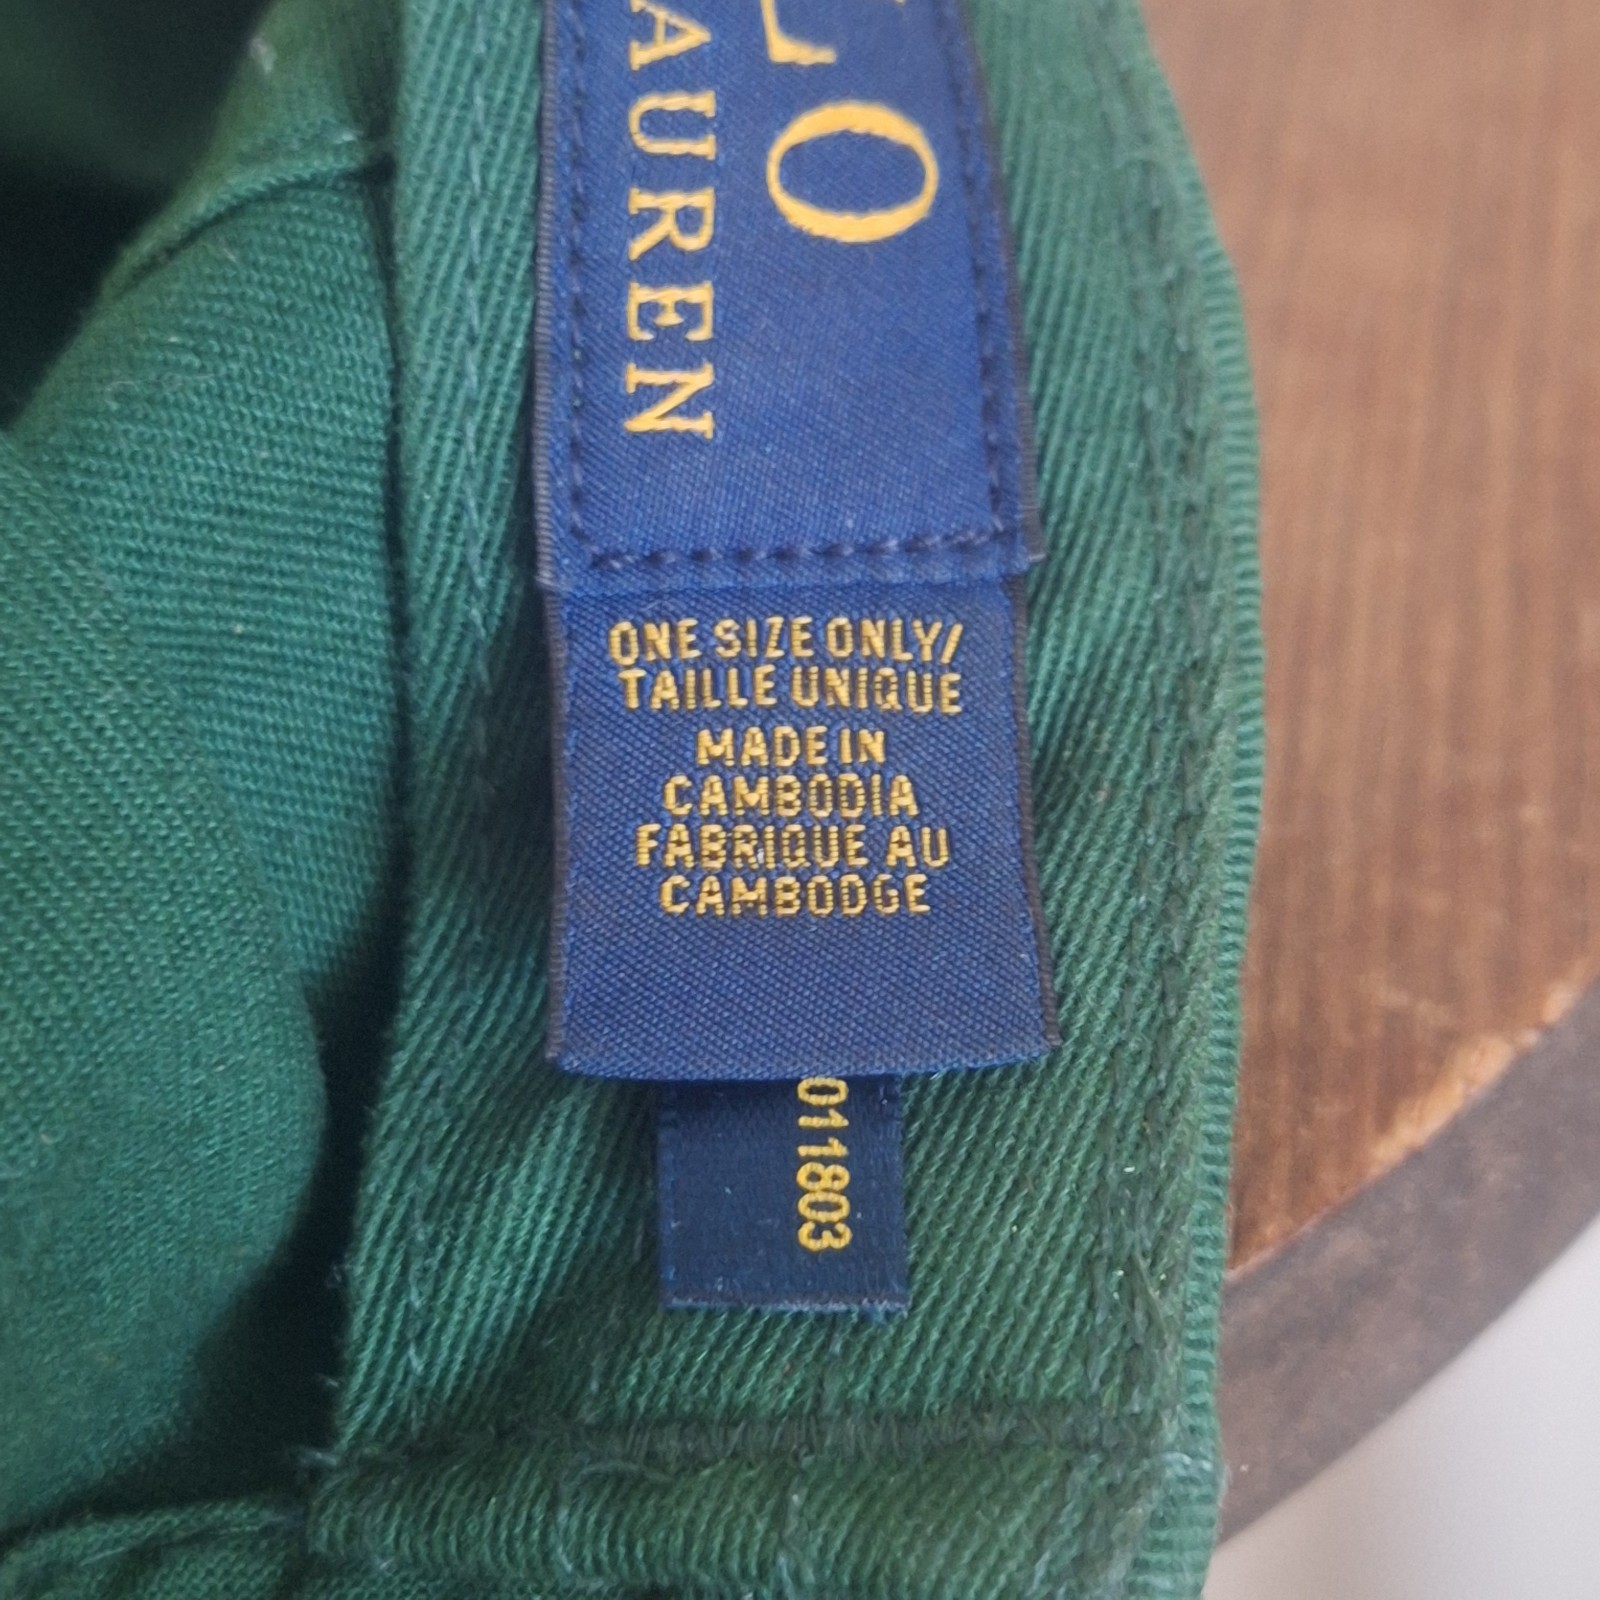 LO
AUREN
ONE SIZE ONLY/
TAILLE UNIQUE
MADE IN
CAMBODIA
FABRIQUE AU
CAMBODGE
011803